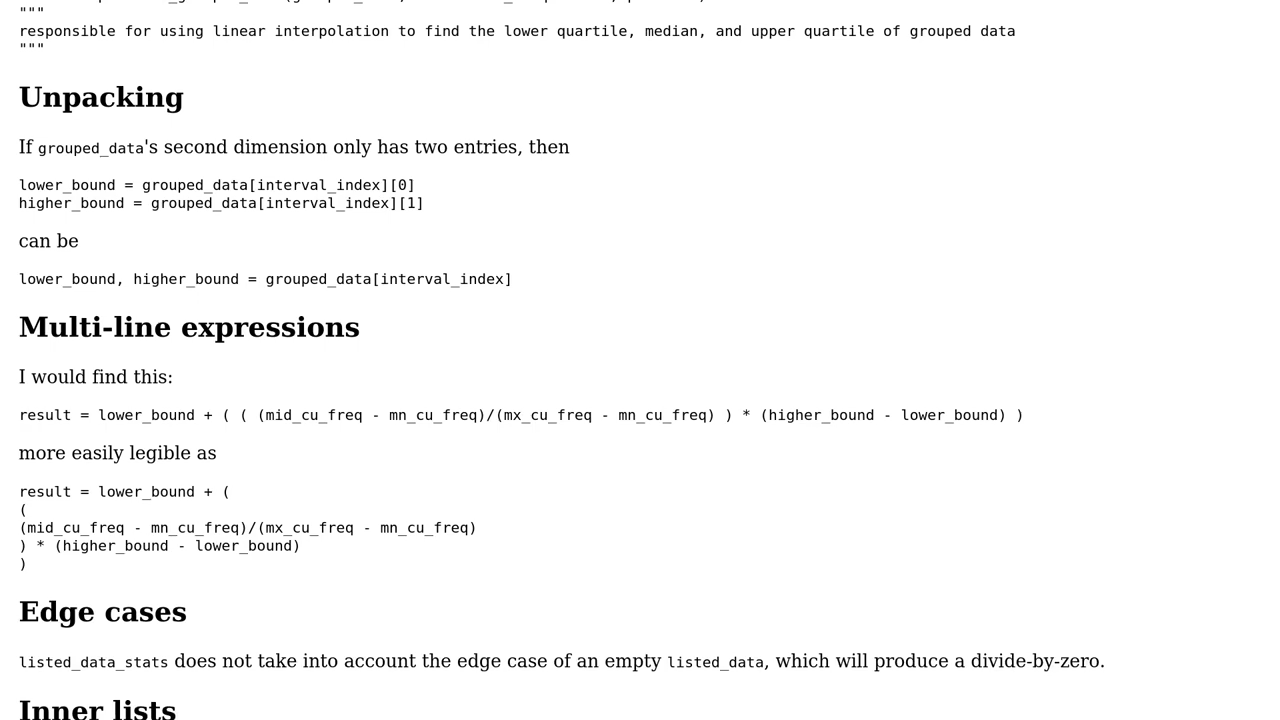 """
responsible for using linear interpolation to find the lower quartile, median, and upper quartile of grouped data
"""
Unpacking
If grouped_data's second dimension only has two entries, then
lower_bound = grouped_data[interval_index][0]
higher_bound = grouped_data[interval_index][1]
can be
lower_bound, higher_bound = grouped_data[interval_index]
Multi-line expressions
I would find this:
result = lower_bound + ( ( (mid_cu_freq - mn_cu_freq)/(mx_cu_freq - mn_cu_freq) ) * (higher_bound - lower_bound) )
more easily legible as
result = lower_bound + (
(
(mid_cu_freq - mn_cu_freq)/(mx_cu_freq - mn_cu_freq)
) * (higher_bound - lower_bound)
)
Edge cases
listed_data_stats does not take into account the edge case of an empty listed_data, which will produce a divide-by-zero.
Inner lists